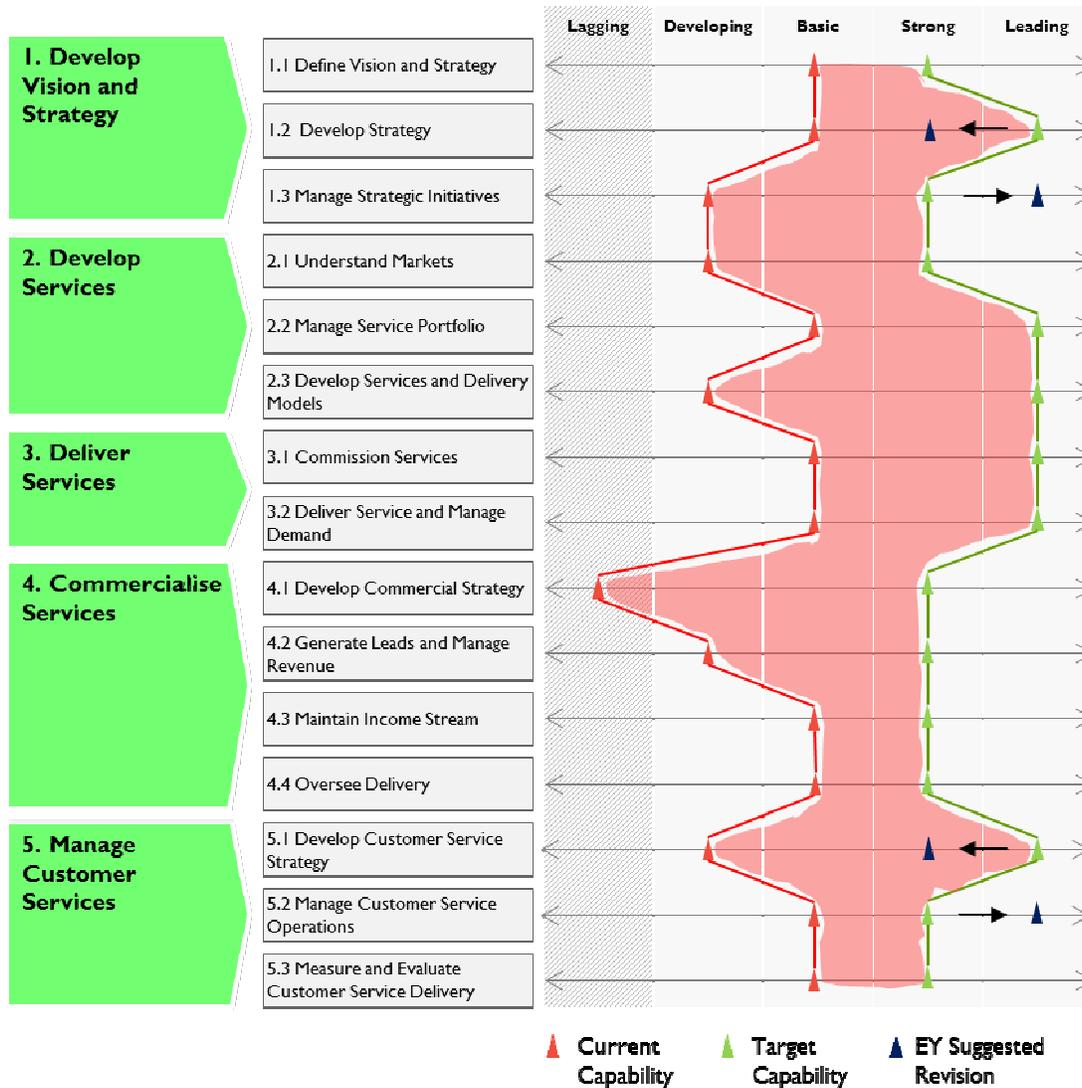 Lagging Developing Basic Strong Leading
1. Develop
Vision and
Strategy
1.1 Define Vision and Strategy
1.2 Develop Strategy
1.3 Manage Strategic Initiatives
2. Develop
Services
2.1 Understand Markets
2.2 Manage Service Portfolio
2.3 Develop Services and Delivery
Models
3. Deliver
Services
3.1 Commission Services
3.2 Deliver Service and Manage
Demand
4. Commercialise
Services
4.1 Develop Commercial Strategy
4.2 Generate Leads and Manage
Revenue
4.3 Maintain Income Stream
4.4 Oversee Delivery
5. Manage
Customer
Services
5.1 Develop Customer Service
Strategy
5.2 Manage Customer Service
Operations
5.3 Measure and Evaluate
Customer Service Delivery
Current
Capability
Target
Capability
EY Suggested
Revision